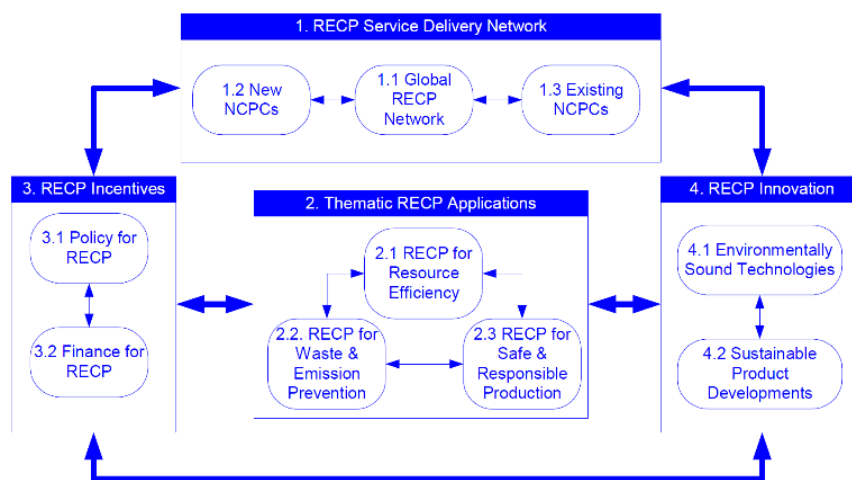 1. RECP Service Delivery Network
1.2 New
NCPCs
1.1 Global
RECP
Network
1.3 Existing
NCPCs
3. RECP Incentives
3.1 Policy for
RECP
3.2 Finance for
RECP
2. Thematic RECP Applications
2.1 RECP for
Resource
Efficiency
2.2. RECP for
Waste &
Emission
Prevention
2.3 RECP for
Safe &
Responsible
Production
4. RECP Innovation
4.1 Environmentally
Sound Technologies
4.2 Sustainable
Product
Developments